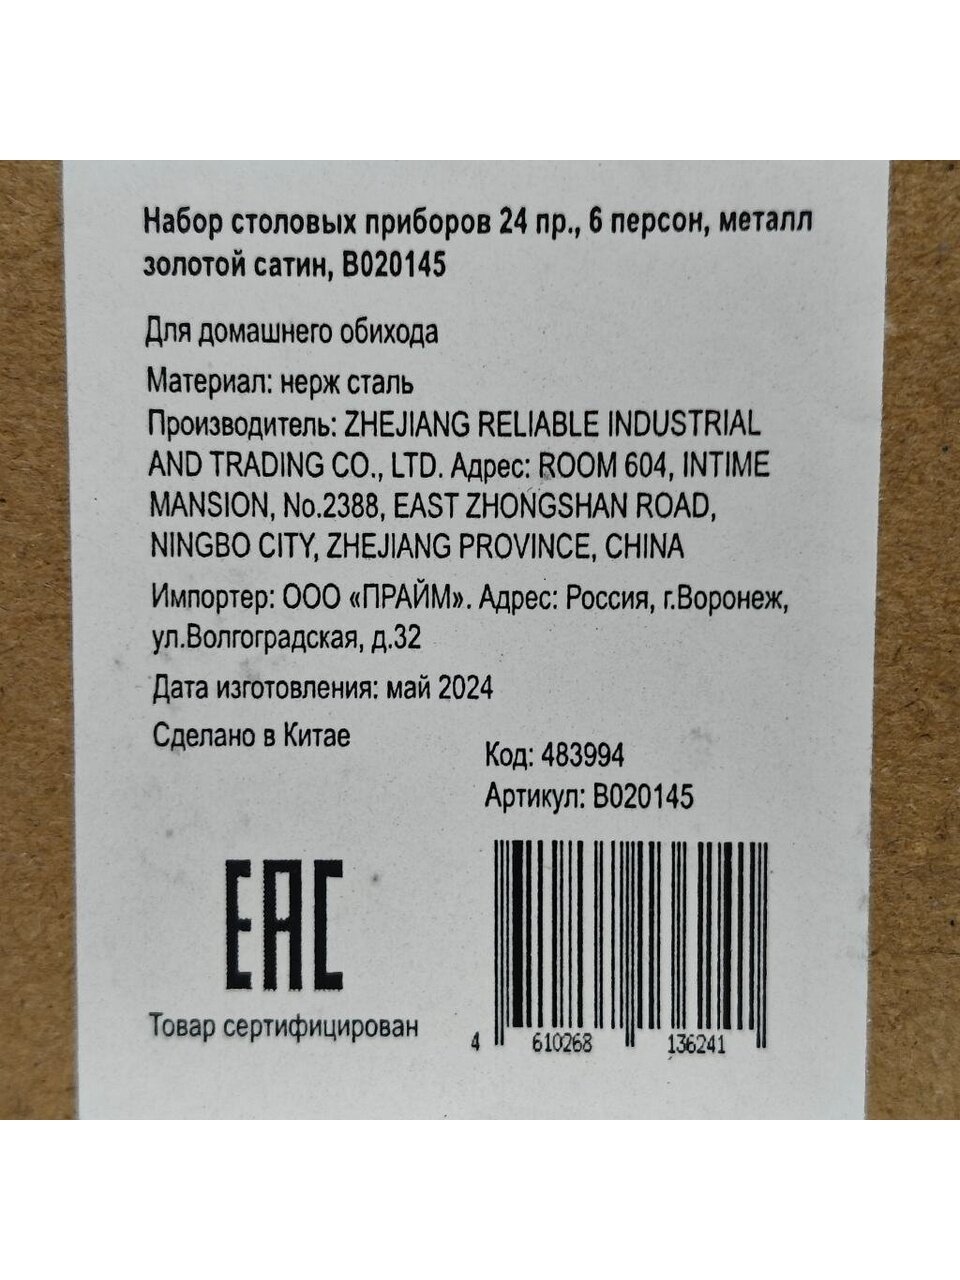 Набор столовых приборов 24 пр., 6 персон, металл
золотой сатин, B020145
Для домашнего обихода
Материал: нерж сталь
Производитель: ZHEJIANG RELIABLE INDUSTRIAL
AND TRADING CO., LTD. Адрес: ROOM 604, INTIME
MANSION, No.2388, EAST ZHONGSHAN ROAD,
NINGBO CITY, ZHEJIANG PROVINCE, CHINA
Импортер: ООО «ПРАЙМ». Адрес: Россия, г.Воронеж,
ул.Волгоградская, д.32
Дата изготовления: май 2024
Сделано в Китае
Код: 483994
Артикул: B020145
EAC
Товар сертифицирован
4 610268 136241